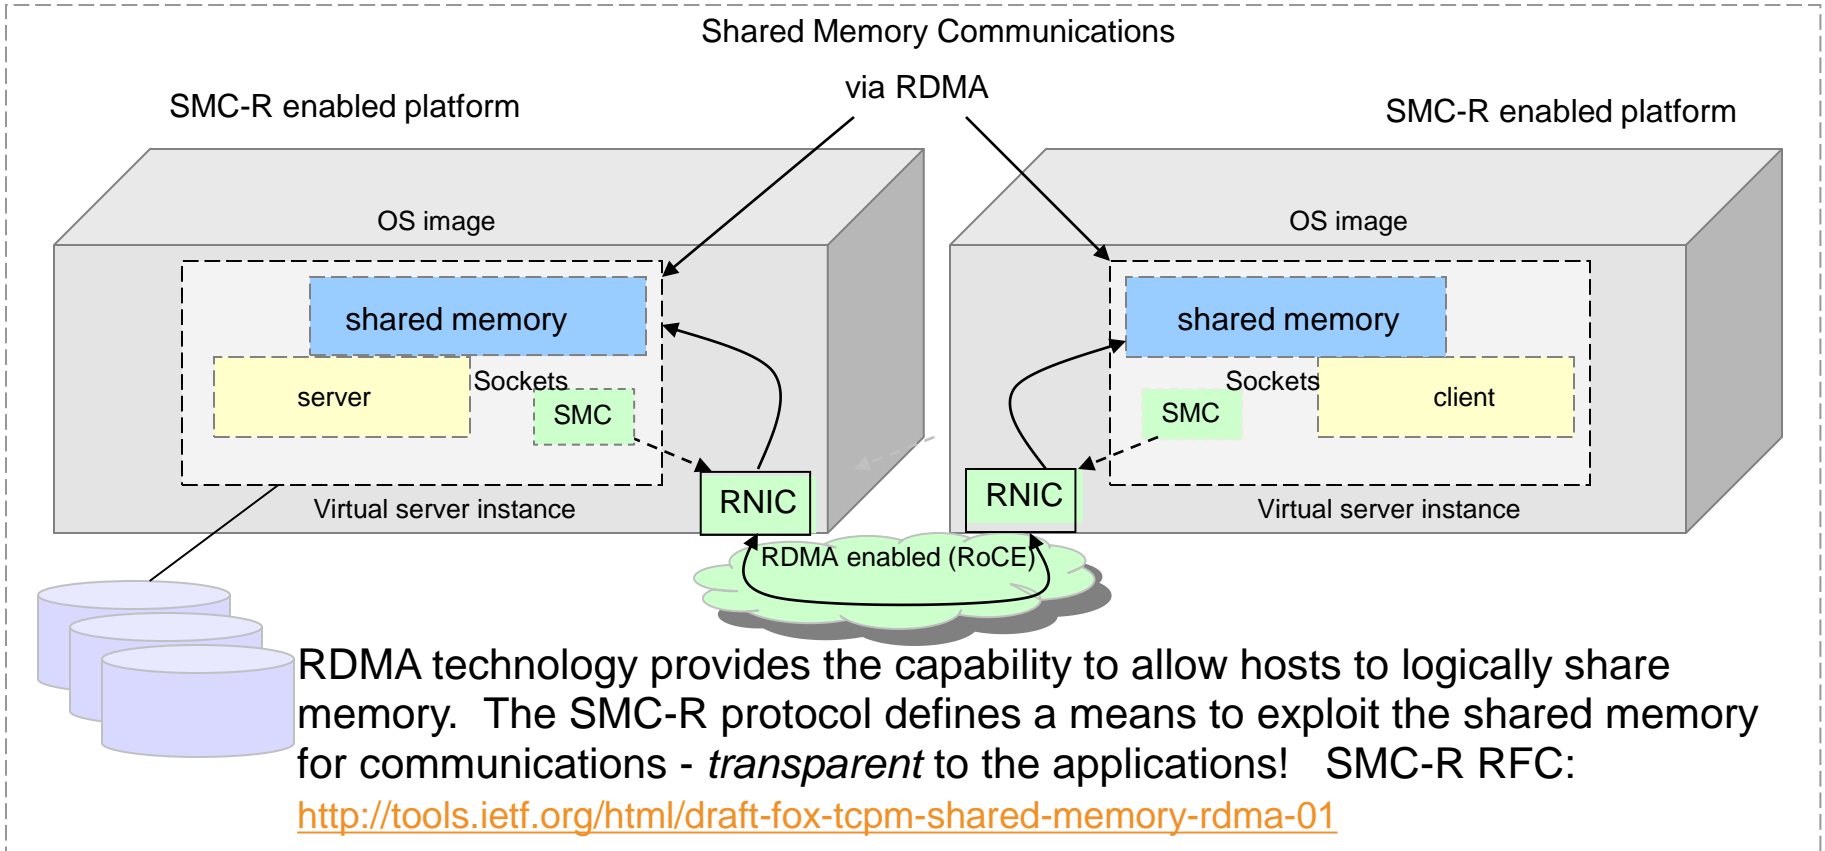 Shared Memory Communications
via RDMA
SMC-R enabled platform
SMC-R enabled platform
OS image
shared memory
Sockets
server
SMC
RNIC
Virtual server instance
OS image
shared memory
Sockets
client
SMC
RNIC
Virtual server instance
RDMA enabled (RoCE)
RDMA technology provides the capability to allow hosts to logically share
memory.  The SMC-R protocol defines a means to exploit the shared memory
for communications - transparent to the applications!   SMC-R RFC:
http://tools.ietf.org/html/draft-fox-tcpm-shared-memory-rdma-01